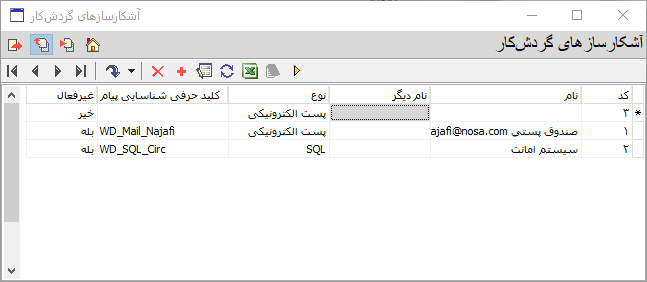 آشکارسازهای گردش‌کار
آشکارسازهای گردش‌کار
کد نام نام دیگر نوع کلید حرفی شناسایی پیام غیرفعال
* ۳ پست الکترونیکی خیر
۱ صندوق پستي ajafi@nosa.com پست الکترونیکی WD_Mail_Najafi بله
۲ سیستم امانت SQL WD_SQL_Circ بله